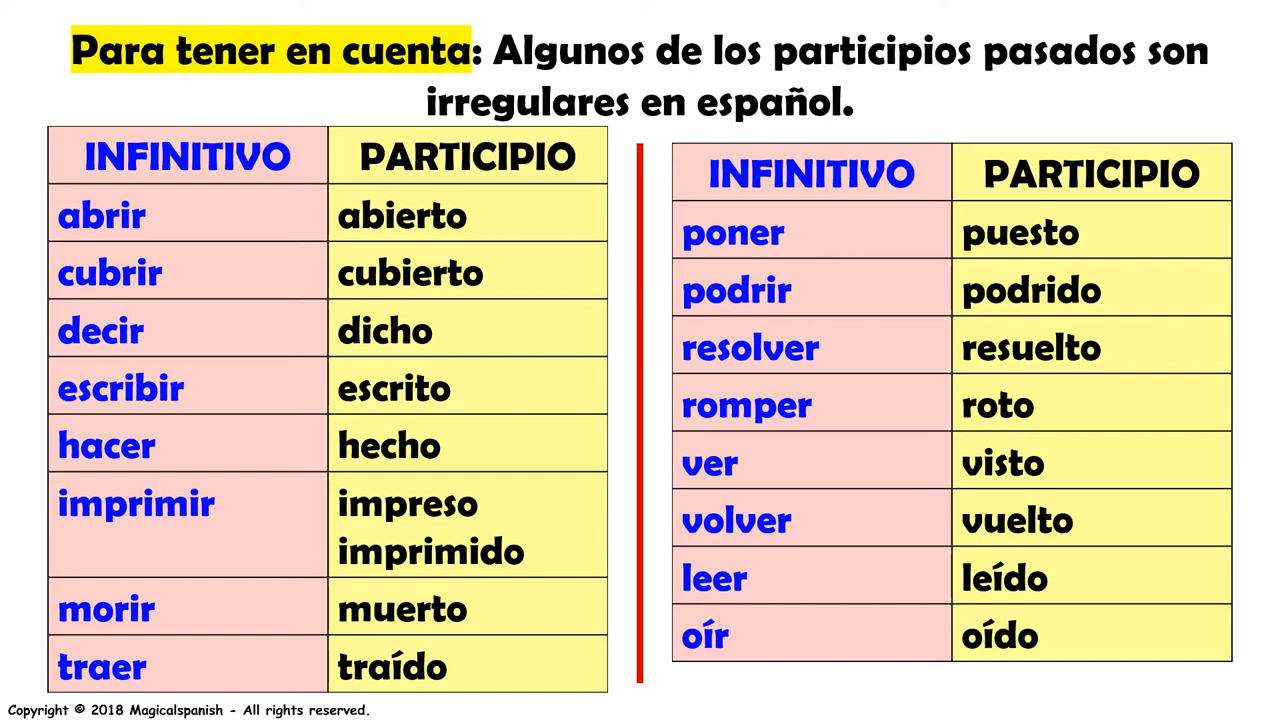 Para tener en cuenta: Algunos de los participios pasados son
irregulares en español.
INFINITIVO PARTICIPIO
abrir abierto
cubrir cubierto
decir dicho
escribir escrito
hacer hecho
imprimir impreso
imprimido
morir muerto
traer traído
INFINITIVO PARTICIPIO
poner puesto
podrir podrido
resolver resuelto
romper roto
ver visto
volver vuelto
leer leído
oír oído
Copyright © 2018 Magicalspanish - All rights reserved.